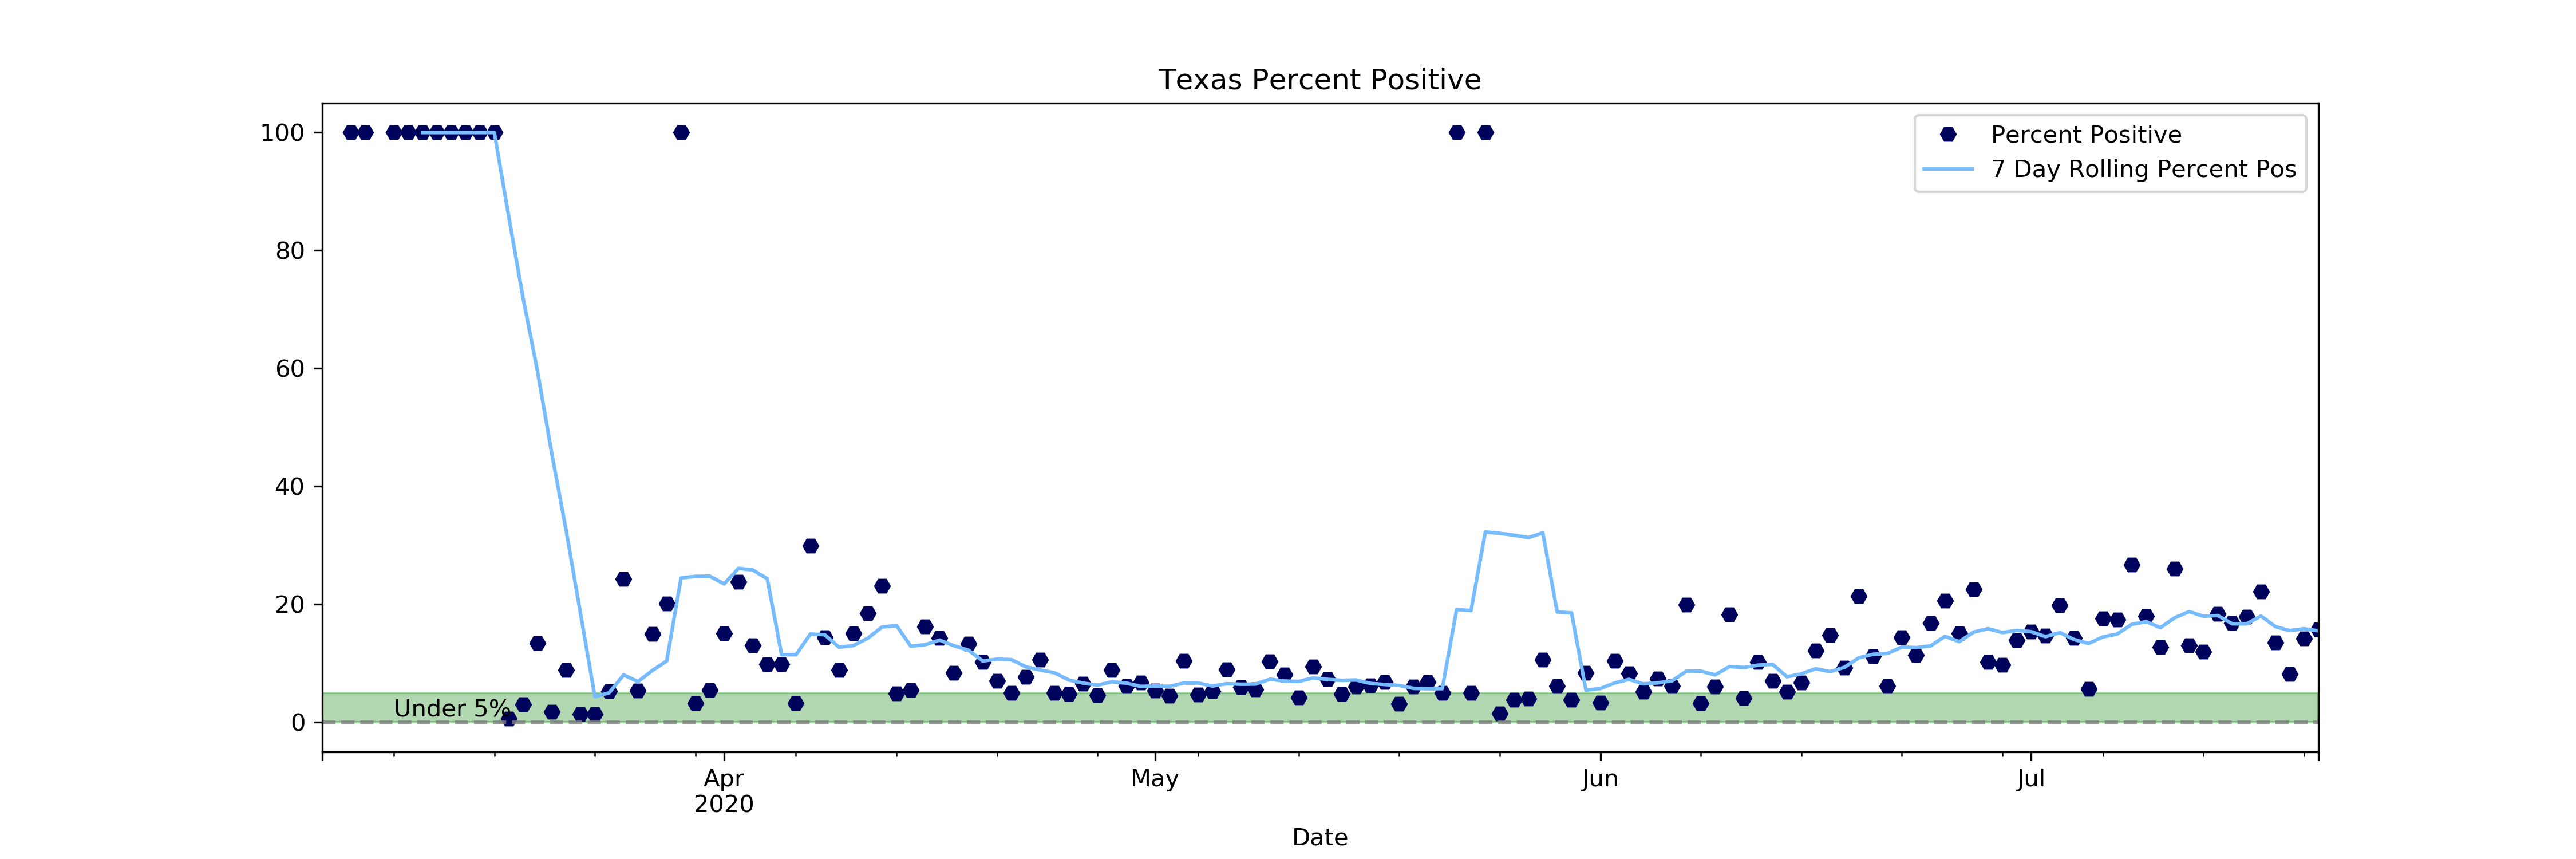 Texas Percent Positive
100
80
60
40
20
0
Percent Positive
7 Day Rolling Percent Pos
Under 5%
Apr
2020
May
Jun
Jul
Date